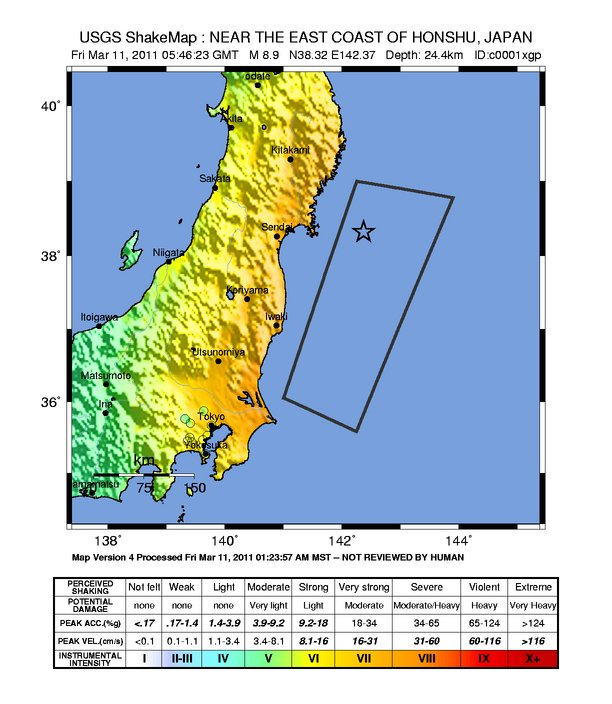 USGS ShakeMap : NEAR THE EAST COAST OF HONSHU, JAPAN
Fri Mar 11, 2011 05:46:23 GMT M 8.9 N38.32 E142.37 Depth: 24.4km ID:c0001xgp
odate
40°
Akita
Kitakami
Sakata
Sendai
38°
Niigata
Koriyama
Itoigawa
Iwaki
Utsunomiya
Matsumoto
36°
Ina
Tokyo
Yokosuka
km
amamatsu
75 150
138° 140° 142° 144°
Map Version 4 Processed Fri Mar 11, 2011 01:23:57 AM MST -- NOT REVIEWED BY HUMAN
PERCEIVED SHAKING Not felt Weak Light Moderate Strong Very strong Severe Violent Extreme
POTENTIAL DAMAGE none none none Very light Light Moderate Moderate/Heavy Heavy Very Heavy
PEAK ACC.(%g) <.17 .17-1.4 1.4-3.9 3.9-9.2 9.2-18 18-34 34-65 65-124 >124
PEAK VEL.(cm/s) <0.1 0.1-1.1 1.1-3.4 3.4-8.1 8.1-16 16-31 31-60 60-116 >116
INSTRUMENTAL INTENSITY I II-III IV V VI VII VIII IX X+